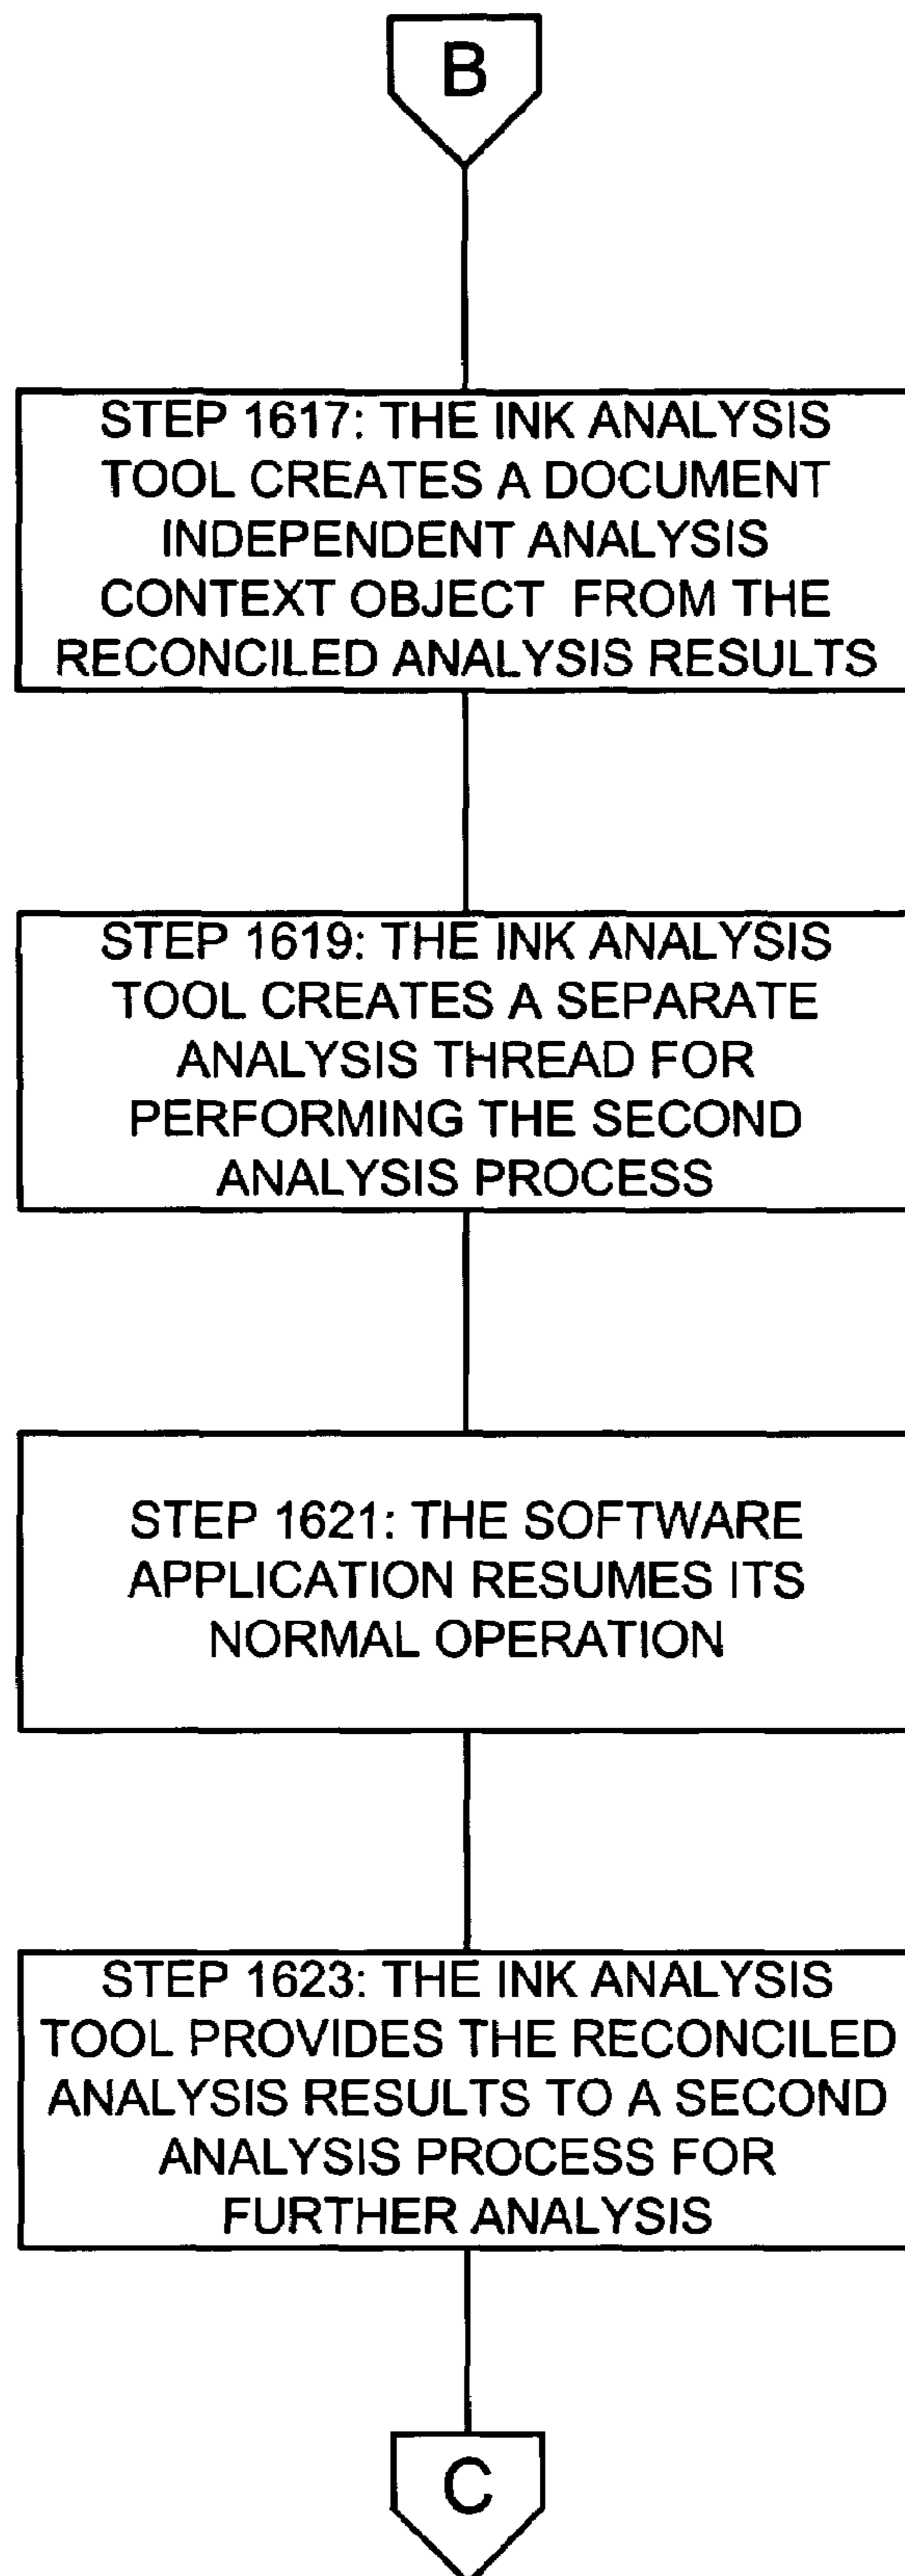 B
STEP 1617: THE INK ANALYSIS
TOOL CREATES A DOCUMENT
INDEPENDENT ANALYSIS
CONTEXT OBJECT FROM THE
RECONCILED ANALYSIS RESULTS
STEP 1619: THE INK ANALYSIS
TOOL CREATES A SEPARATE
ANALYSIS THREAD FOR
PERFORMING THE SECOND
ANALYSIS PROCESS
STEP 1621: THE SOFTWARE
APPLICATION RESUMES ITS
NORMAL OPERATION
STEP 1623: THE INK ANALYSIS
TOOL PROVIDES THE RECONCILED
ANALYSIS RESULTS TO A SECOND
ANALYSIS PROCESS FOR
FURTHER ANALYSIS
C